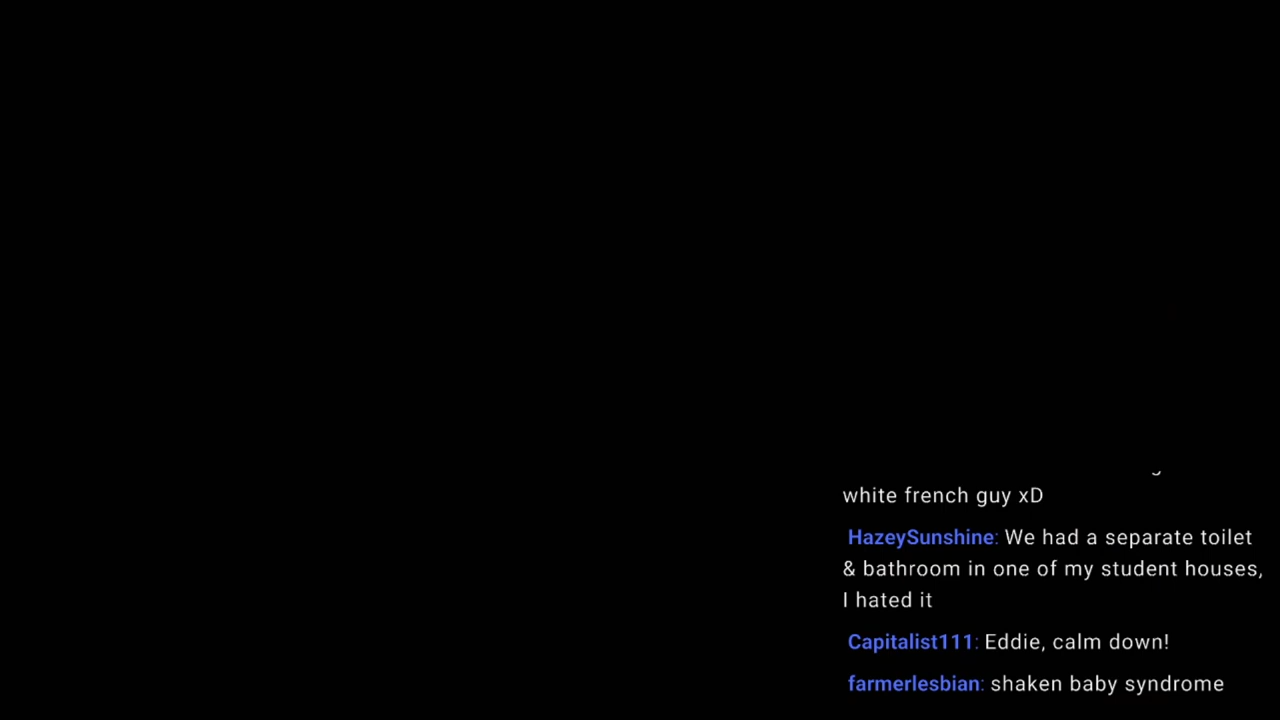 white french guy xD
HazeySunshine: We had a separate toilet
& bathroom in one of my student houses,
I hated it
Capitalist111: Eddie, calm down!
farmerlesbian: shaken baby syndrome